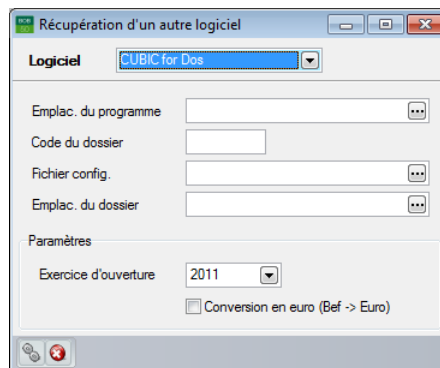 Récupération d'un autre logiciel
Logiciel CUBIC for Dos
Emplac. du programme
Code du dossier
Fichier config.
Emplac. du dossier
Paramètres
Exercice d'ouverture 2011
Conversion en euro (Bef -> Euro)